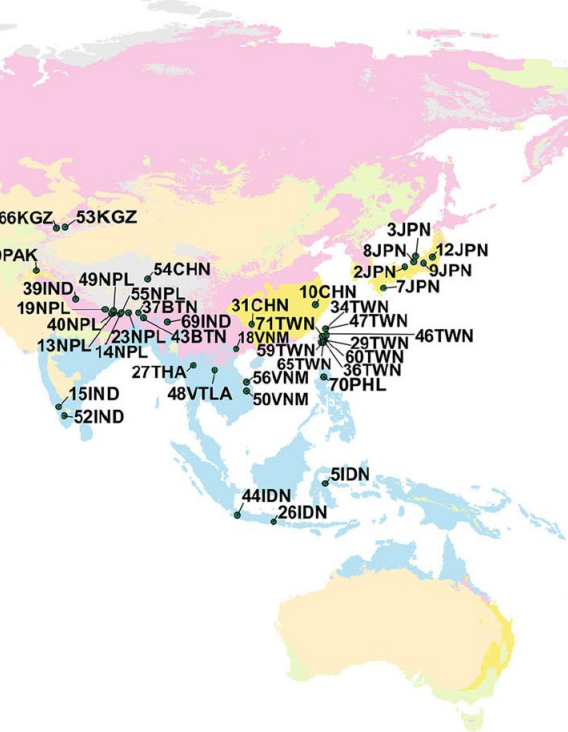 66KGZ
53KGZ
3JPN
8JPN
12JPN
2JPN
9JPN
7JPN
54CHN
39IND
49NPL
55NPL
19NPL
37BTN
40NPL
69IND
31CHN
10CHN
34TWN
71TWN
47TWN
13NPL
14NPL
23NPL
43BTN
18VNM
46TWN
59TWN
29TWN
60TWN
65TWN
36TWN
27THA
56VNM
70PHL
48VTLA
50VNM
15IND
52IND
5IDN
44IDN
26IDN